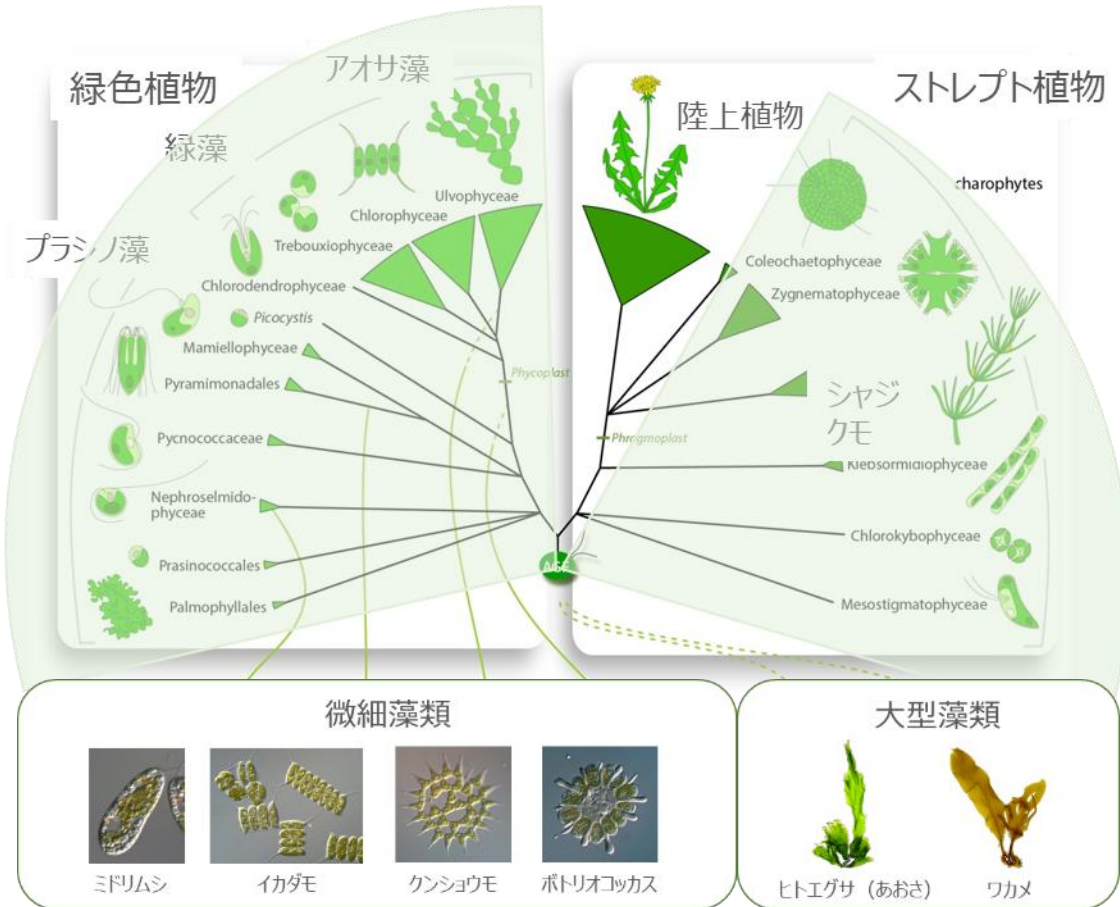 緑色植物
アオサ藻
緑藻
プラシノ藻
Ulvophyceae
Chlorophyceae
Trebouxiophyceae
Chlorodendrophyceae
Picocystis
Mamiellophyceae
Pyramimonadales
Pycnococcaceae
Nephroselmido-
phyceae
Prasinococcales
Palmophyllales
Phycoplast
ストレプト植物
陸上植物
charophytes
Coleochaetophyceae
Zygnematophyceae
シャジ
クモ
Phragmoplast
Klebsormidiophyceae
Chlorokybophyceae
Mesostigmatophyceae
AGF
微細藻類
ミドリムシ
イカダモ
クンショウモ
ボトリオコッカス
大型藻類
ヒトエグサ（あおさ）
ワカメ